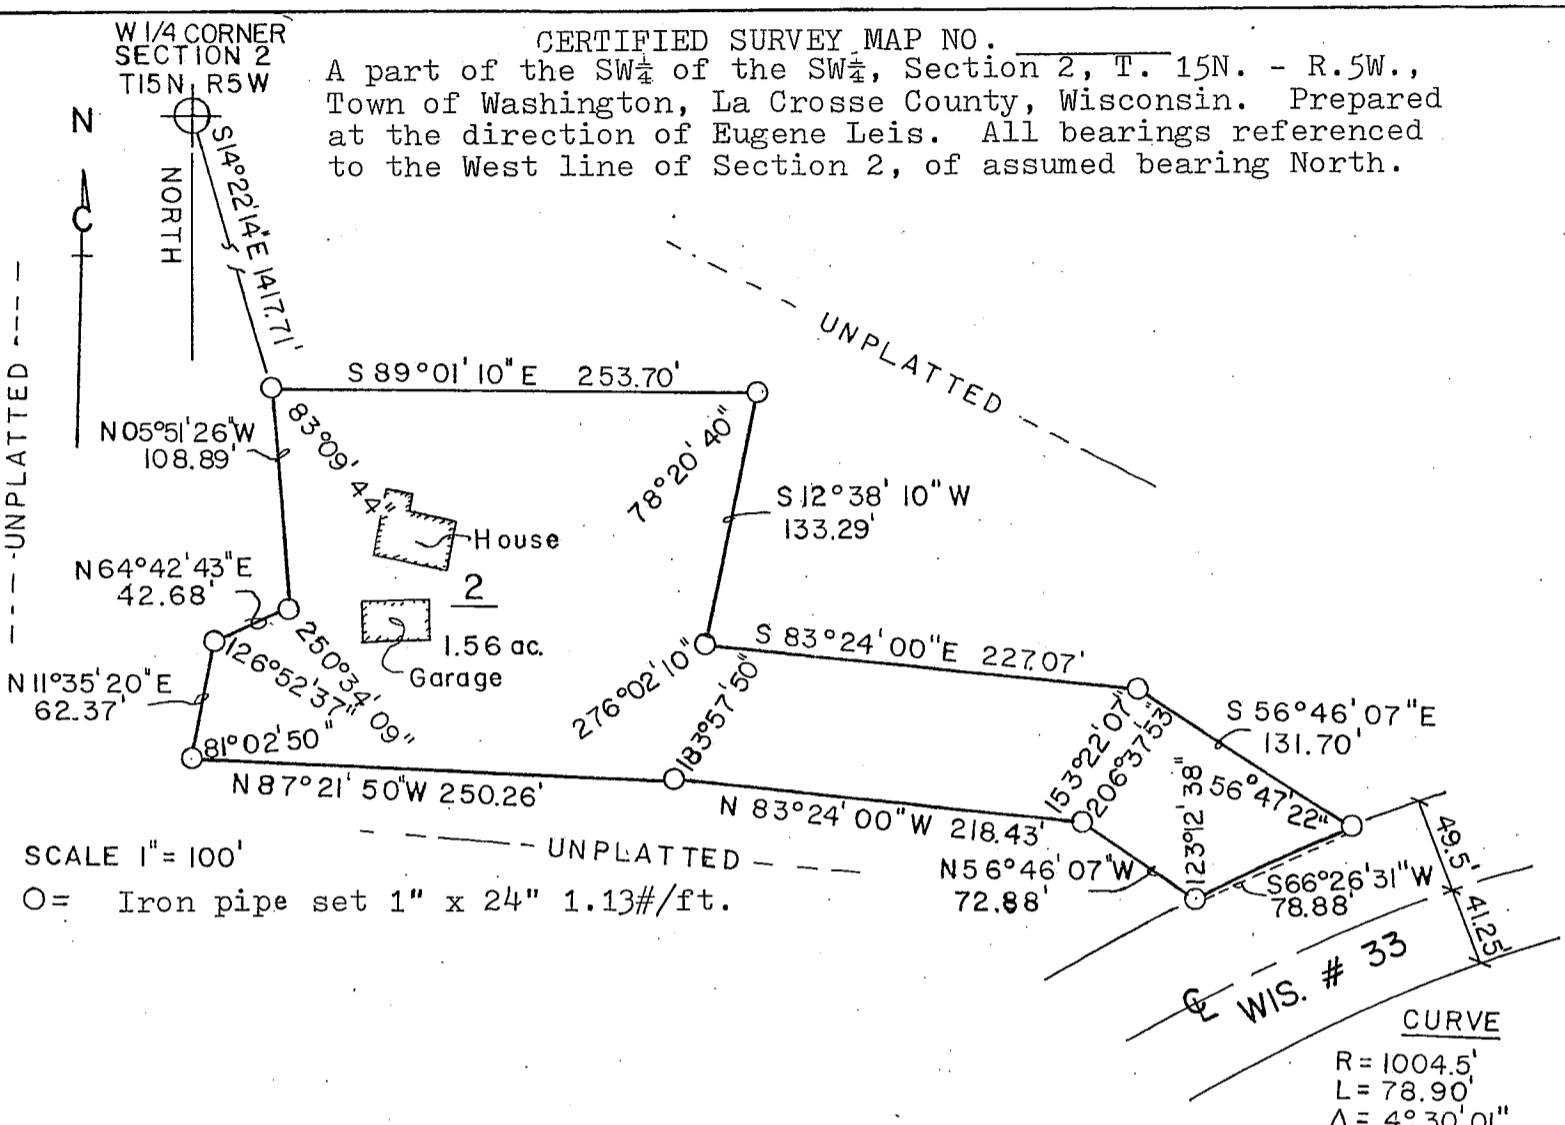 W 1/4 CORNER
SECTION 2
T15N, R5W
CERTIFIED SURVEY MAP NO.
A part of the SW¼ of the SW¼, Section 2, T. 15N. - R.5W.,
Town of Washington, La Crosse County, Wisconsin. Prepared
at the direction of Eugene Leis. All bearings referenced
to the West line of Section 2, of assumed bearing North.
N
NORTH
S14°22'14"E 1417.71'
UNPLATTED
UNPLATTED
S 89°01'10"E 253.70'
N05°51'26"W
108.89'
83°09'44"
78°20'40"
S12°38'10"W
133.29'
House
N64°42'43"E
42.68'
2
1.56 ac.
Garage
250°34'09"
126°52'37"
N11°35'20"E
62.37'
81°02'50"
276°02'10"
183°57'50"
S 83°24'00"E 227.07'
153°22'07"
206°37'53"
S 56°46'07"E
131.70'
56°47'22"
123°12'38"
N 87°21'50"W 250.26'
N 83°24'00"W 218.43'
N56°46'07"W
72.88'
S66°26'31"W
78.88'
49.5'
41.25'
UNPLATTED
SCALE 1"= 100'
O= Iron pipe set 1" x 24" 1.13#/ft.
℄ WIS. # 33
CURVE
R = 1004.5'
L = 78.90'
Δ = 4°30'01"